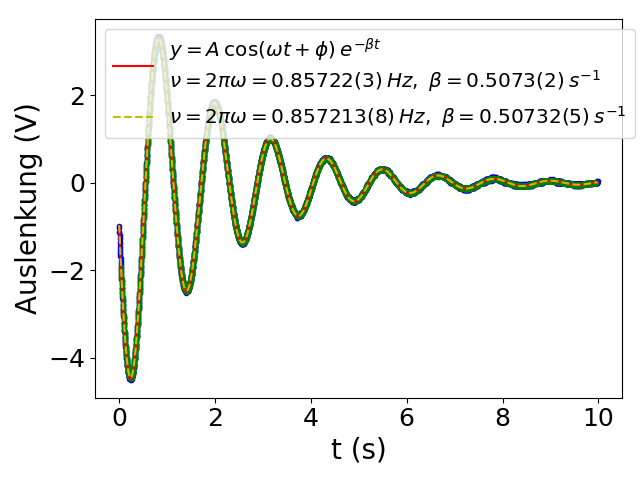 y = A cos(ωt + ϕ) e^{−βt}
ν = 2πω = 0.85722(3) Hz, β = 0.5073(2) s^{−1}
ν = 2πω = 0.857213(8) Hz, β = 0.50732(5) s^{−1}
Auslenkung (V)
2
0
−2
−4
0 2 4 6 8 10
t (s)